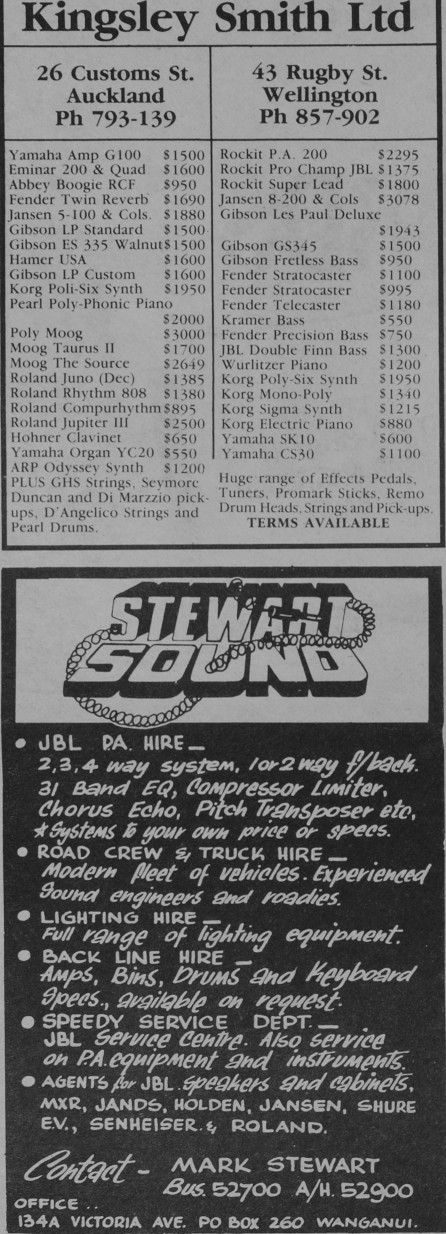 Kingsley Smith Ltd
26 Customs St.
Auckland
Ph 793-139
43 Rugby St.
Wellington
Ph 857-902
Yamaha Amp G100 $1500
Eminar 200 & Quad $1600
Abbey Boogie RCF $950
Fender Twin Reverb $1690
Jansen 5-100 & Cols. $1880
Gibson LP Standard $1500
Gibson ES 335 Walnut $1500
Hamer USA $1600
Gibson LP Custom $1600
Korg Poli-Six Synth $1950
Pearl Poly-Phonic Piano
$2000
Poly Moog $3000
Moog Taurus II $1700
Moog The Source $2649
Roland Juno (Dec) $1385
Roland Rhythm 808 $1380
Roland Compurhythm $895
Roland Jupiter III $2500
Hohner Clavinet $650
Yamaha Organ YC20 $550
ARP Odyssey Synth $1200
PLUS GHS Strings, Seymore
Duncan and Di Marzzio pick-
ups, D'Angelico Strings and
Pearl Drums.
Rockit P.A. 200 $2295
Rockit Pro Champ JBL $1375
Rockit Super Lead $1800
Jansen 8-200 & Cols $3078
Gibson Les Paul Deluxe
$1943
Gibson GS345 $1500
Gibson Fretless Bass $950
Fender Stratocaster $1100
Fender Stratocaster $995
Fender Telecaster $1180
Kramer Bass $550
Fender Precision Bass $750
JBL Double Finn Bass $1300
Wurlitzer Piano $1200
Korg Poly-Six Synth $1950
Korg Mono-Poly $1340
Korg Sigma Synth $1215
Korg Electric Piano $880
Yamaha SK10 $600
Yamaha CS30 $1100
Huge range of Effects Pedals,
Tuners, Promark Sticks, Remo
Drum Heads, Strings and Pick-ups.
TERMS AVAILABLE
STEWART
SOUND
• JBL P.A. HIRE —
2,3,4 way system, 1 or 2 way f/back.
31 Band EQ, Compressor Limiter,
Chorus Echo, Pitch Transposer etc,
★ Systems to your own price or specs.
• ROAD CREW & TRUCK HIRE —
Modern fleet of vehicles. Experienced
Sound engineers and roadies.
• LIGHTING HIRE —
Full range of lighting equipment.
• BACK LINE HIRE —
Amps, Bins, Drums and Keyboard
Specs., available on request.
• SPEEDY SERVICE DEPT. —
JBL Service Centre. Also service
on P.A. equipment and instruments.
• AGENTS for JBL speakers and cabinets,
MXR, JANDS, HOLDEN, JANSEN, SHURE
E.V., SENHEISER & ROLAND.
Contact - MARK STEWART
Bus. 52700 A/H. 52900
OFFICE ..
134A VICTORIA AVE. PO BOX 260 WANGANUI.